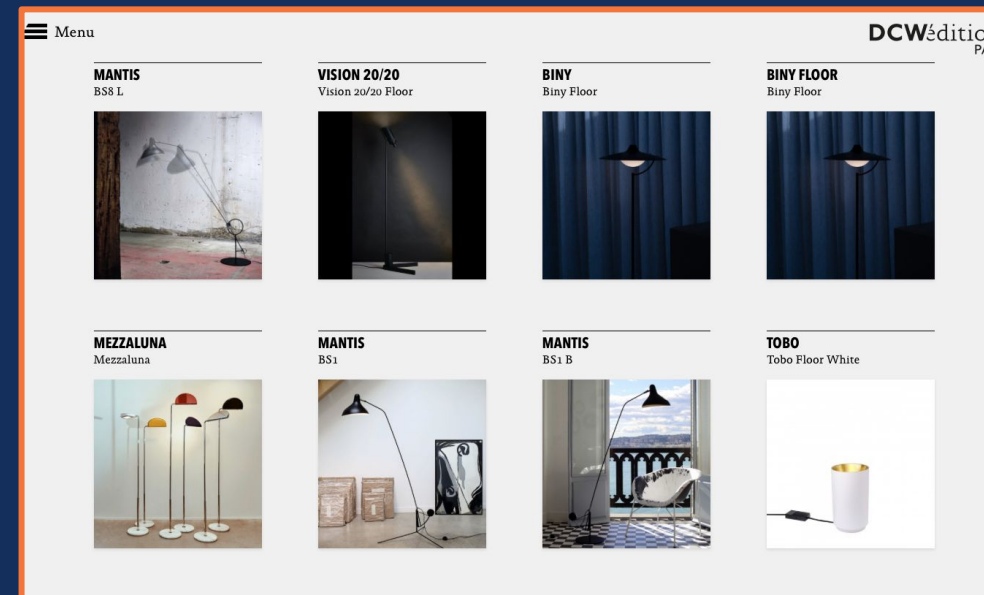 Menu
DCWéditio
PA
MANTIS
BS8 L
VISION 20/20
Vision 20/20 Floor
BINY
Biny Floor
BINY FLOOR
Biny Floor
MEZZALUNA
Mezzaluna
MANTIS
BS1
MANTIS
BS1 B
TOBO
Tobo Floor White